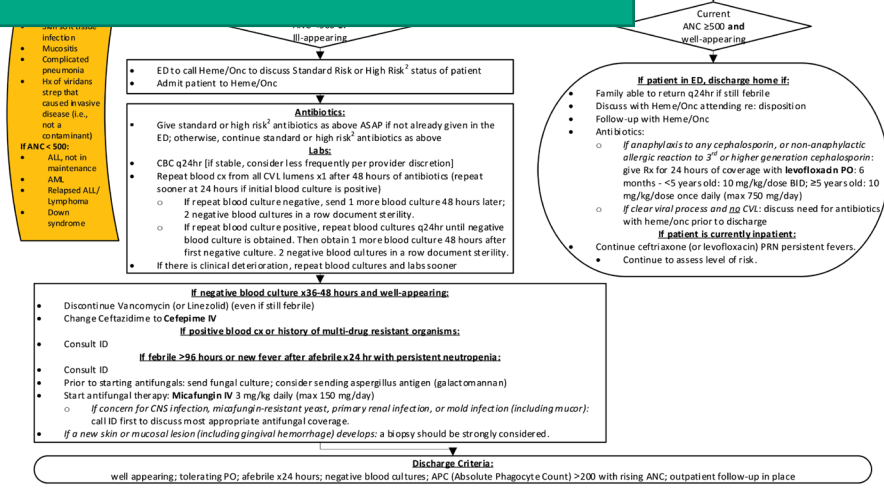 infection
• Mucositis
• Complicated
pneumonia
• Hx of viridans
strep that
caused invasive
disease (i.e.,
not a
contaminant)
If ANC < 500:
• ALL, not in
maintenance
• AML
• Relapsed ALL/
Lymphoma
• Down
syndrome
Ill-appearing
• ED to call Heme/Onc to discuss Standard Risk or High Risk² status of patient
• Admit patient to Heme/Onc
Antibiotics:
• Give standard or high risk² antibiotics as above ASAP if not already given in the
ED; otherwise, continue standard or high risk² antibiotics as above
Labs:
• CBC q24hr [if stable, consider less frequently per provider discretion]
• Repeat blood cx from all CVL lumens x1 after 48 hours of antibiotics (repeat
sooner at 24 hours if initial blood culture is positive)
o If repeat blood culture negative, send 1 more blood culture 48 hours later;
2 negative blood cultures in a row document sterility.
o If repeat blood culture positive, repeat blood cultures q24hr until negative
blood culture is obtained. Then obtain 1 more blood culture 48 hours after
first negative culture. 2 negative blood cultures in a row document sterility.
• If there is clinical deterioration, repeat blood cultures and labs sooner
Current
ANC ≥500 and
well-appearing
If patient in ED, discharge home if:
• Family able to return q24hr if still febrile
• Discuss with Heme/Onc attending re: disposition
• Follow-up with Heme/Onc
• Antibiotics:
o If anaphylaxis to any cephalosporin, or non-anaphylactic
allergic reaction to 3rd or higher generation cephalosporin:
give Rx for 24 hours of coverage with levofloxacin PO: 6
months - <5 years old: 10 mg/kg/dose BID; ≥5 years old: 10
mg/kg/dose once daily (max 750 mg/day)
o If clear viral process and no CVL: discuss need for antibiotics
with heme/onc prior to discharge
If patient is currently inpatient:
• Continue ceftriaxone (or levofloxacin) PRN persistent fevers.
• Continue to assess level of risk.
If negative blood culture x36-48 hours and well-appearing:
• Discontinue Vancomycin (or Linezolid) (even if still febrile)
• Change Ceftazidime to Cefepime IV
If positive blood cx or history of multi-drug resistant organisms:
• Consult ID
If febrile >96 hours or new fever after afebrile x24 hr with persistent neutropenia:
• Consult ID
• Prior to starting antifungals: send fungal culture; consider sending aspergillus antigen (galactomannan)
• Start antifungal therapy: Micafungin IV 3 mg/kg daily (max 150 mg/day)
o If concern for CNS infection, micafungin-resistant yeast, primary renal infection, or mold infection (including mucor):
call ID first to discuss most appropriate antifungal coverage.
• If a new skin or mucosal lesion (including gingival hemorrhage) develops: a biopsy should be strongly considered.
Discharge Criteria:
well appearing; tolerating PO; afebrile x24 hours; negative blood cultures; APC (Absolute Phagocyte Count) >200 with rising ANC; outpatient follow-up in place